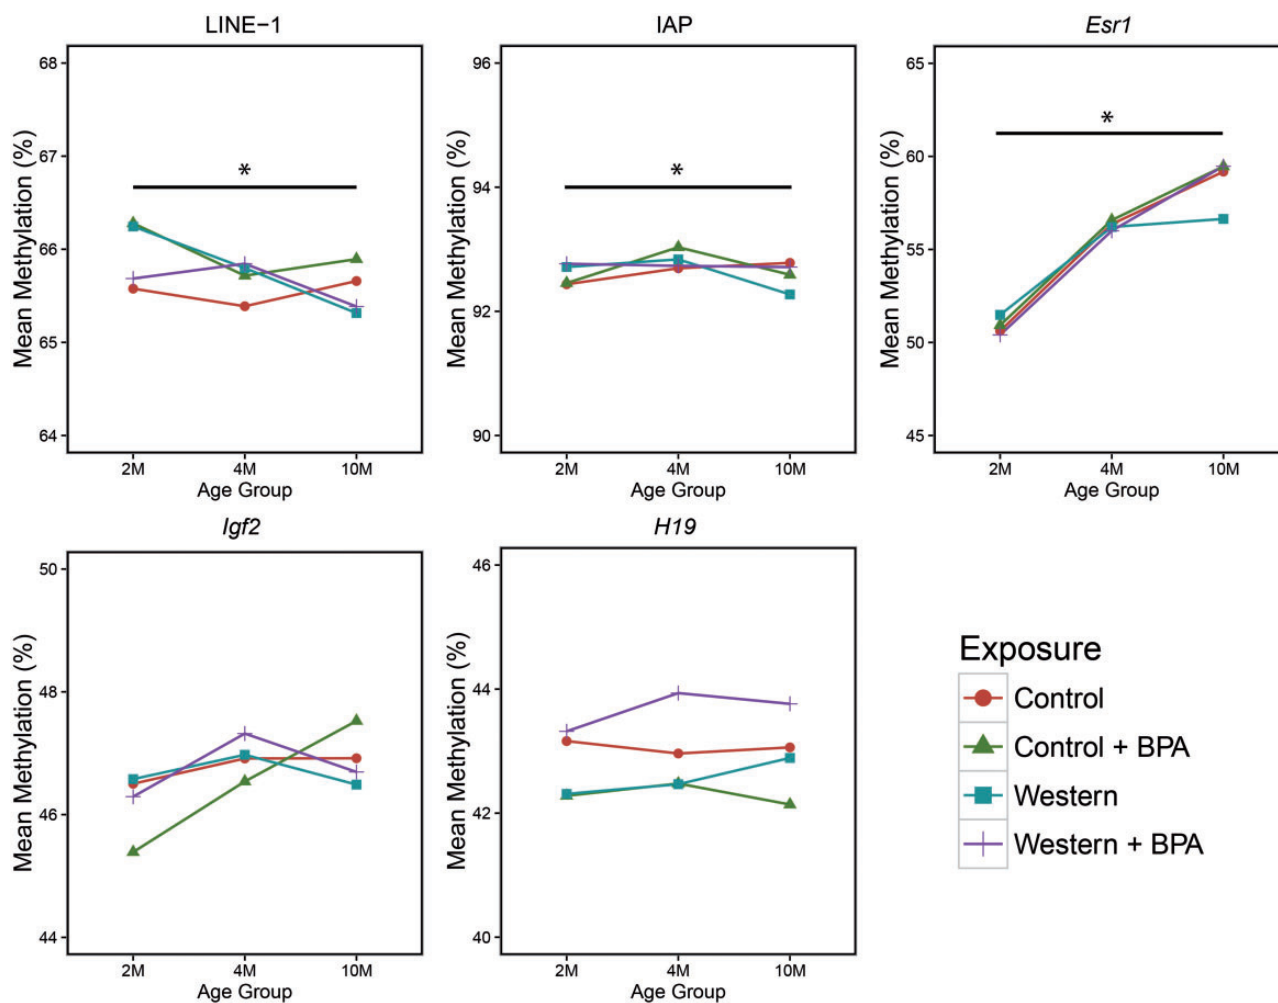 LINE−1
IAP
Esr1
68
67
66
65
64
Mean Methylation (%)
*
2M
4M
10M
Age Group
96
94
92
90
Mean Methylation (%)
*
2M
4M
10M
Age Group
65
60
55
50
45
Mean Methylation (%)
*
2M
4M
10M
Age Group
Igf2
H19
50
48
46
44
Mean Methylation (%)
2M
4M
10M
Age Group
46
44
42
40
Mean Methylation (%)
2M
4M
10M
Age Group
Exposure
Control
Control + BPA
Western
Western + BPA